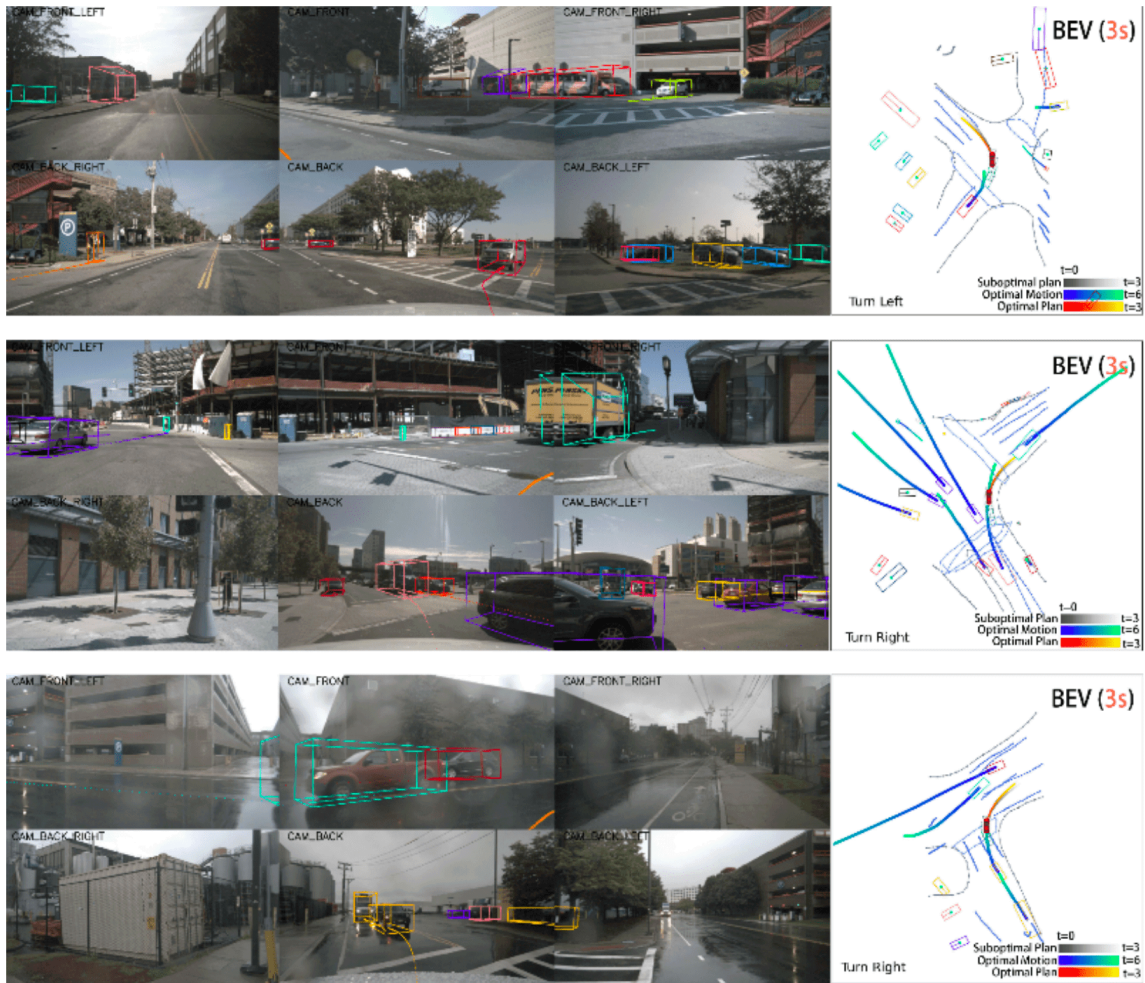 CAM_FRONT_LEFT
CAM_FRONT
CAM_FRONT_RIGHT
BEV (3s)
CAM_BACK_RIGHT
CAM_BACK
CAM_BACK_LEFT
P
t=0
Suboptimal plan t=3
Optimal Motion t=6
Optimal Plan t=3
Turn Left
CAM_FRONT_LEFT
CAM_FRONT
CAM_FRONT_RIGHT
BEV (3s)
CAM_BACK_RIGHT
CAM_BACK
CAM_BACK_LEFT
t=0
Suboptimal Plan t=3
Optimal Motion t=6
Optimal Plan t=3
Turn Right
CAM_FRONT_LEFT
CAM_FRONT
CAM_FRONT_RIGHT
BEV (3s)
CAM_BACK_RIGHT
CAM_BACK
CAM_BACK_LEFT
t=0
Suboptimal Plan t=3
Optimal Motion t=6
Optimal Plan t=3
Turn Right